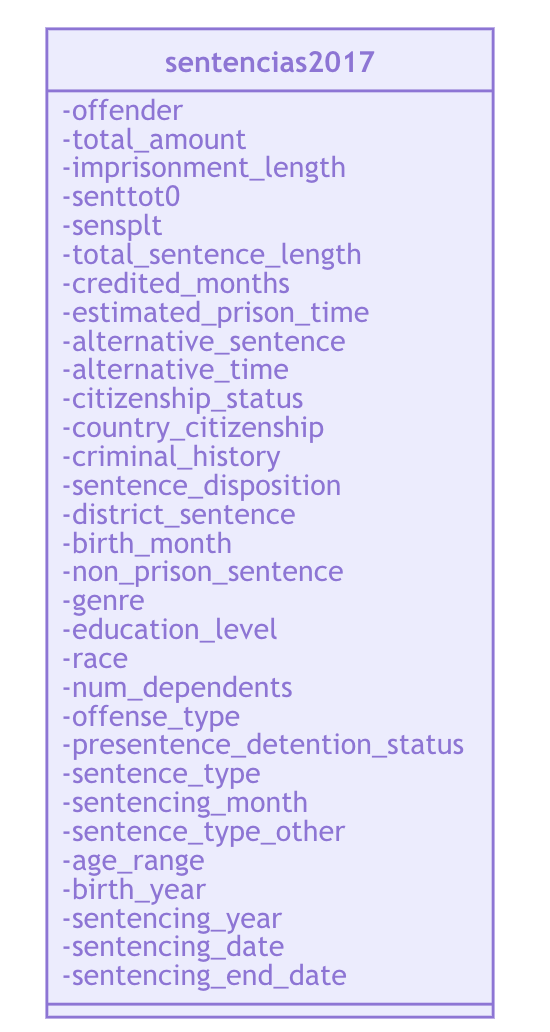 sentencias2017
-offender
-total_amount
-imprisonment_length
-senttot0
-sensplt
-total_sentence_length
-credited_months
-estimated_prison_time
-alternative_sentence
-alternative_time
-citizenship_status
-country_citizenship
-criminal_history
-sentence_disposition
-district_sentence
-birth_month
-non_prison_sentence
-genre
-education_level
-race
-num_dependents
-offense_type
-presentence_detention_status
-sentence_type
-sentencing_month
-sentence_type_other
-age_range
-birth_year
-sentencing_year
-sentencing_date
-sentencing_end_date